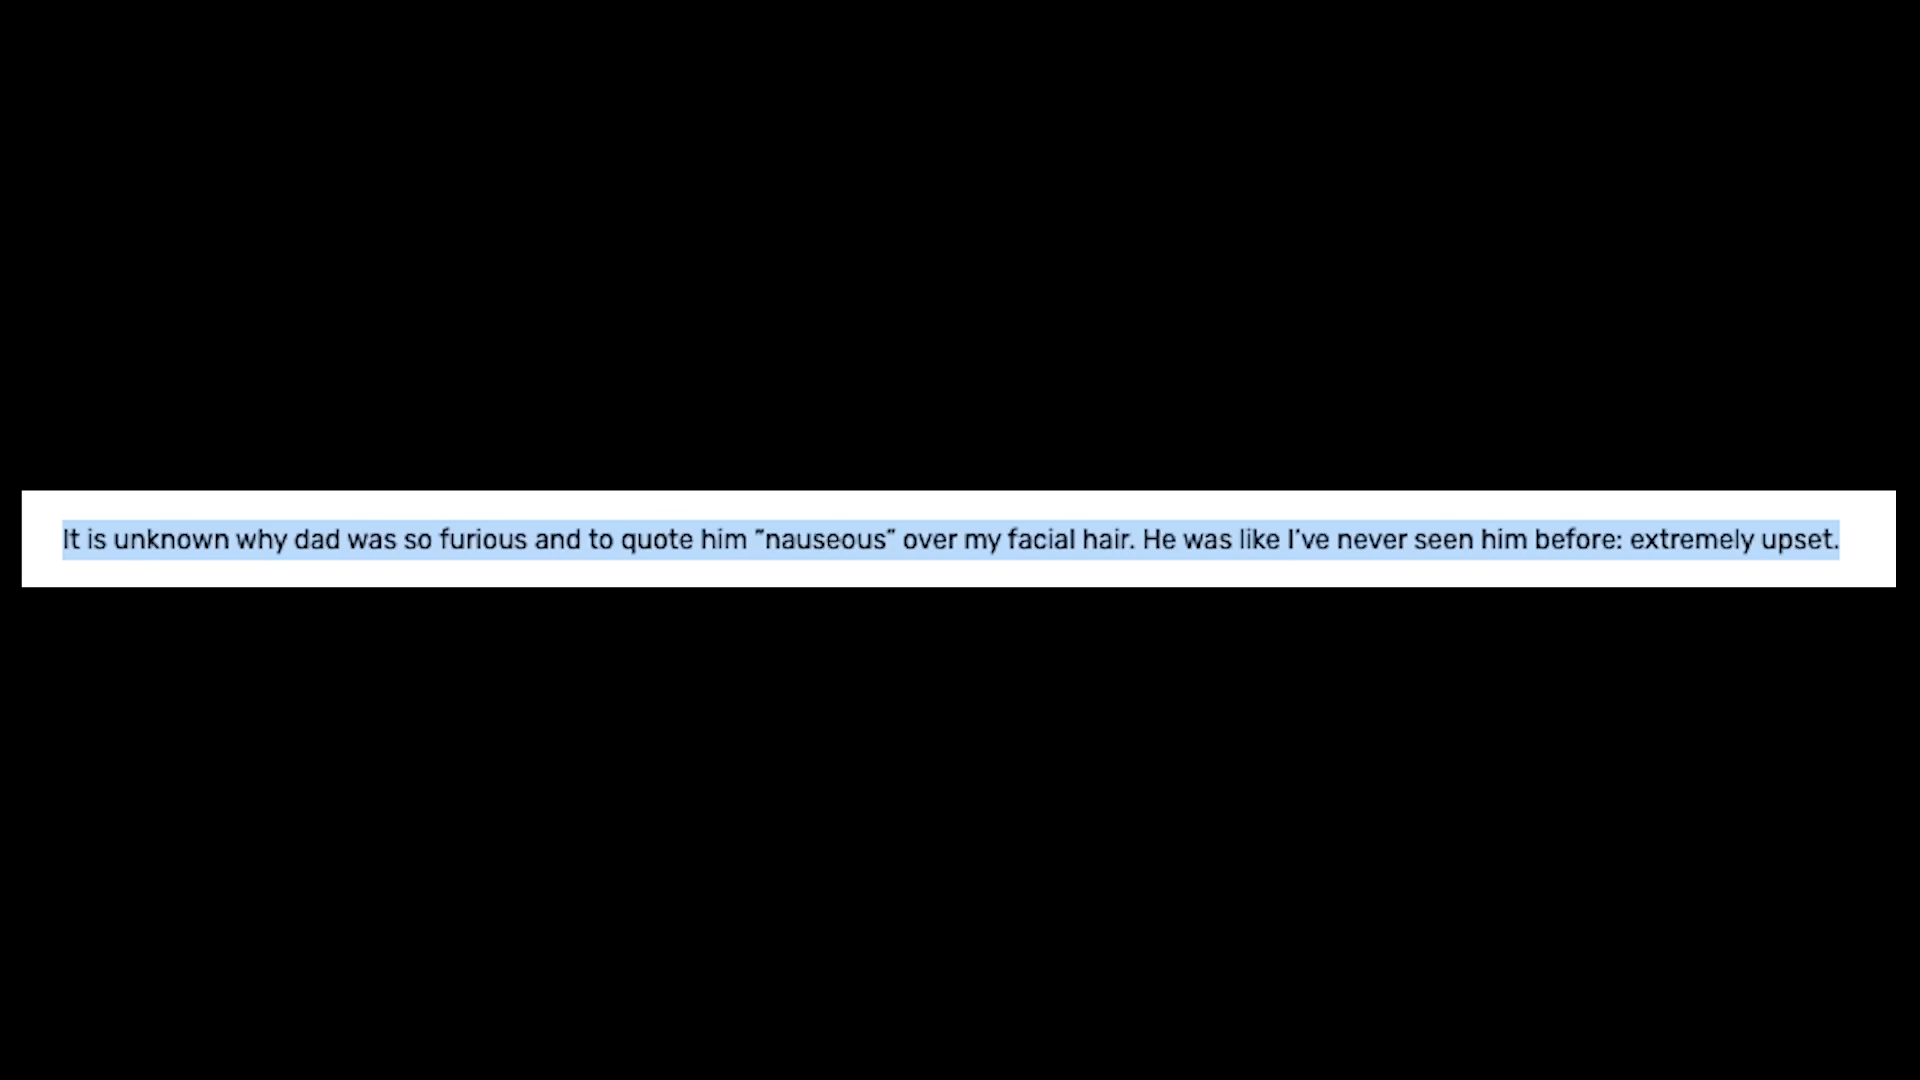 It is unknown why dad was so furious and to quote him "nauseous" over my facial hair. He was like I've never seen him before: extremely upset.